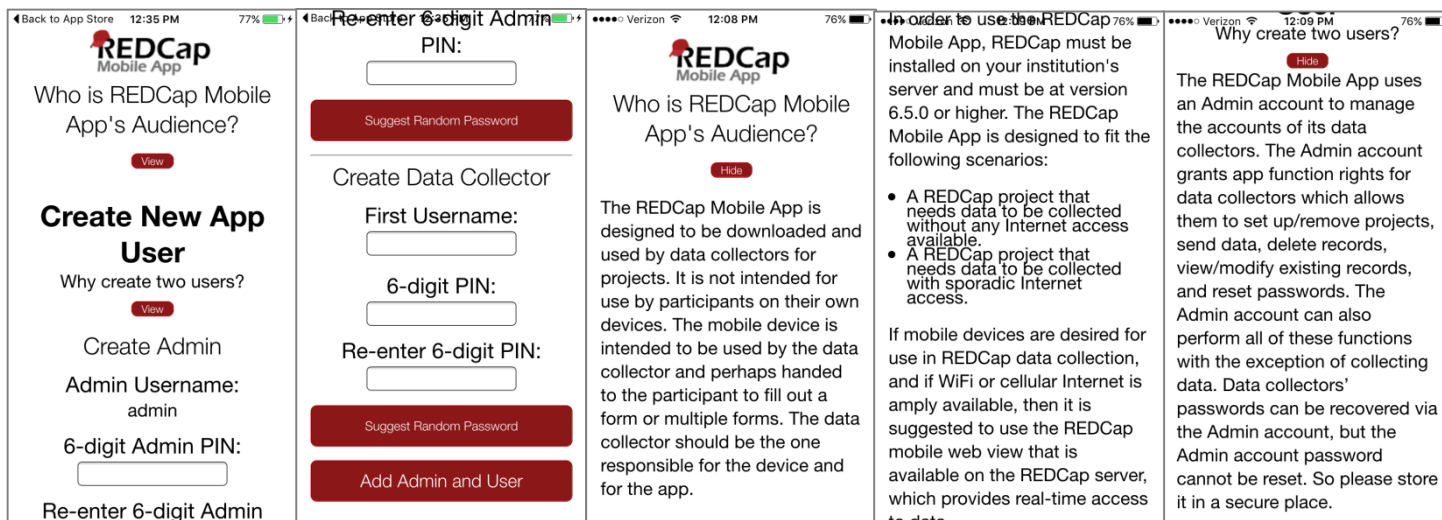 Back to App Store 12:35 PM 77%
REDCap
Mobile App
Who is REDCap Mobile
App's Audience?
View
Create New App
User
Why create two users?
View
Create Admin
Admin Username:
admin
6-digit Admin PIN:
Re-enter 6-digit Admin
Re-enter 6-digit Admin
PIN:
Suggest Random Password
Create Data Collector
First Username:
6-digit PIN:
Re-enter 6-digit PIN:
Suggest Random Password
Add Admin and User
Verizon 12:08 PM 76%
REDCap
Mobile App
Who is REDCap Mobile
App's Audience?
Hide
The REDCap Mobile App is
designed to be downloaded and
used by data collectors for
projects. It is not intended for
use by participants on their own
devices. The mobile device is
intended to be used by the data
collector and perhaps handed
to the participant to fill out a
form or multiple forms. The data
collector should be the one
responsible for the device and
for the app.
In order to use the REDCap 76%
Mobile App, REDCap must be
installed on your institution's
server and must be at version
6.5.0 or higher. The REDCap
Mobile App is designed to fit the
following scenarios:
• A REDCap project that
needs data to be collected
without any Internet access
available.
• A REDCap project that
needs data to be collected
with sporadic Internet
access.
If mobile devices are desired for
use in REDCap data collection,
and if WiFi or cellular Internet is
amply available, then it is
suggested to use the REDCap
mobile web view that is
available on the REDCap server,
which provides real-time access
to data
Verizon 12:09 PM 76%
Why create two users?
Hide
The REDCap Mobile App uses
an Admin account to manage
the accounts of its data
collectors. The Admin account
grants app function rights for
data collectors which allows
them to set up/remove projects,
send data, delete records,
view/modify existing records,
and reset passwords. The
Admin account can also
perform all of these functions
with the exception of collecting
data. Data collectors'
passwords can be recovered via
the Admin account, but the
Admin account password
cannot be reset. So please store
it in a secure place.